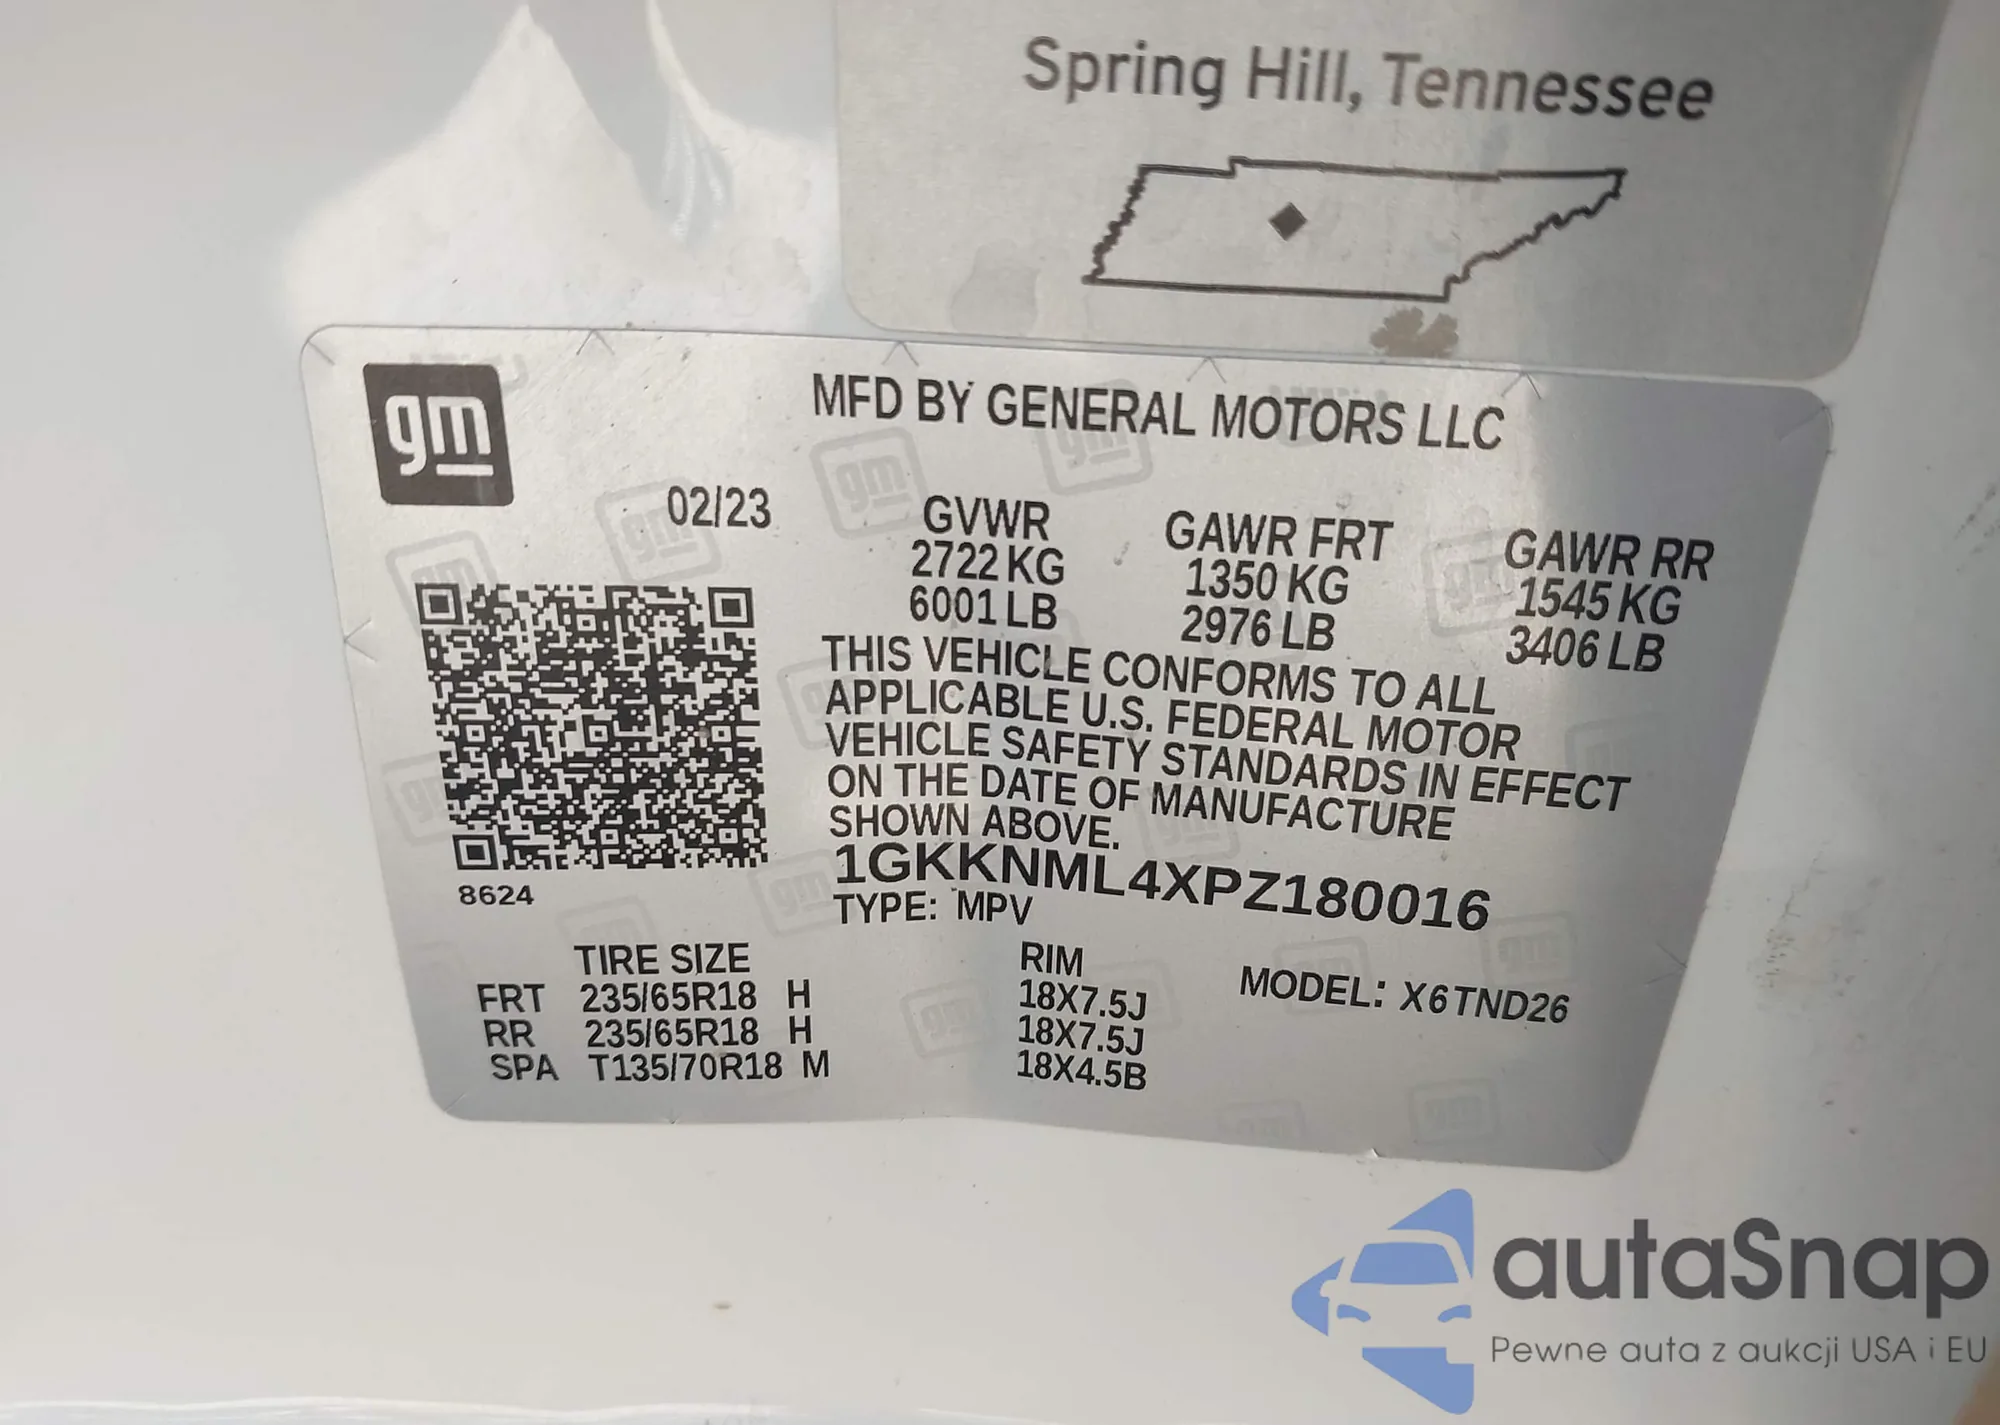 Spring Hill, Tennessee
gm
MFD BY GENERAL MOTORS LLC
02/23
GVWR
2722 KG
6001 LB
GAWR FRT
1350 KG
2976 LB
GAWR RR
1545 KG
3406 LB
THIS VEHICLE CONFORMS TO ALL
APPLICABLE U.S. FEDERAL MOTOR
VEHICLE SAFETY STANDARDS IN EFFECT
ON THE DATE OF MANUFACTURE
SHOWN ABOVE.
1GKKNML4XPZ180016
TYPE: MPV
8624
TIRE SIZE RIM
FRT 235/65R18 H 18X7.5J
RR 235/65R18 H 18X7.5J
SPA T135/70R18 M 18X4.5B
MODEL: X6TND26
autaSnap
Pewne auta z aukcji USA i EU